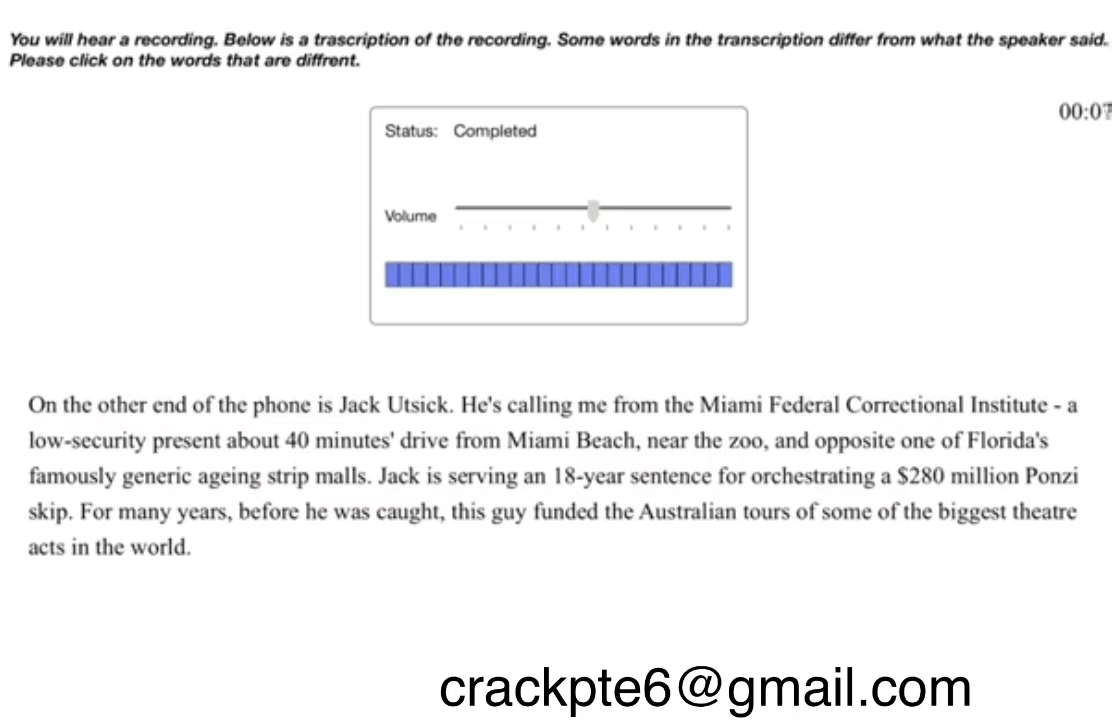 You will hear a recording. Below is a trascription of the recording. Some words in the transcription differ from what the speaker said.
Please click on the words that are diffrent.
00:07
Status: Completed
Volume
On the other end of the phone is Jack Utsick. He's calling me from the Miami Federal Correctional Institute - a
low-security present about 40 minutes' drive from Miami Beach, near the zoo, and opposite one of Florida's
famously generic ageing strip malls. Jack is serving an 18-year sentence for orchestrating a $280 million Ponzi
skip. For many years, before he was caught, this guy funded the Australian tours of some of the biggest theatre
acts in the world.
crackpte6@gmail.com